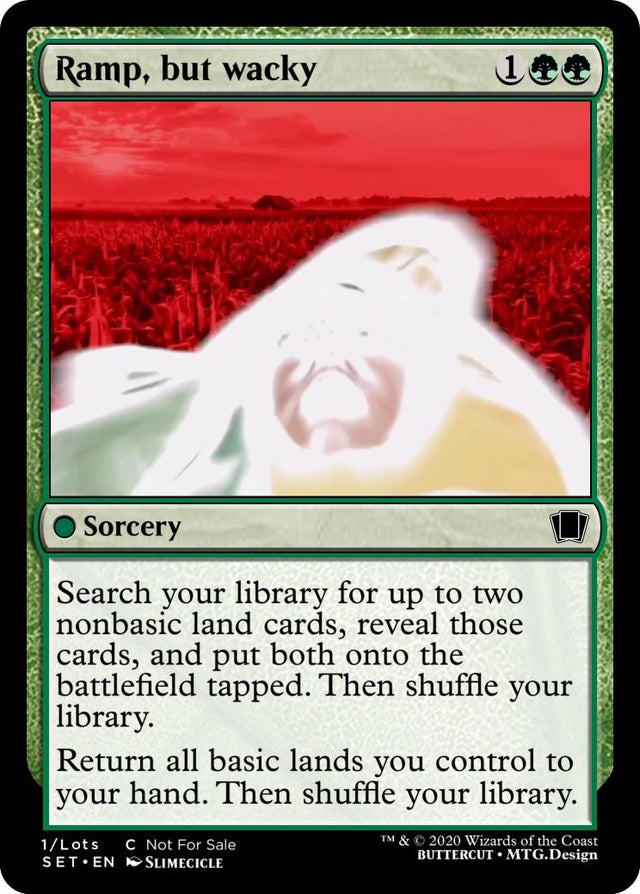 Ramp, but wacky 1
Sorcery
Search your library for up to two
nonbasic land cards, reveal those
cards, and put both onto the
battlefield tapped. Then shuffle your
library.
Return all basic lands you control to
your hand. Then shuffle your library.
1/Lots C Not For Sale ™ & © 2020 Wizards of the Coast
SET • EN SLIMECICLE BUTTERCUT • MTG.Design